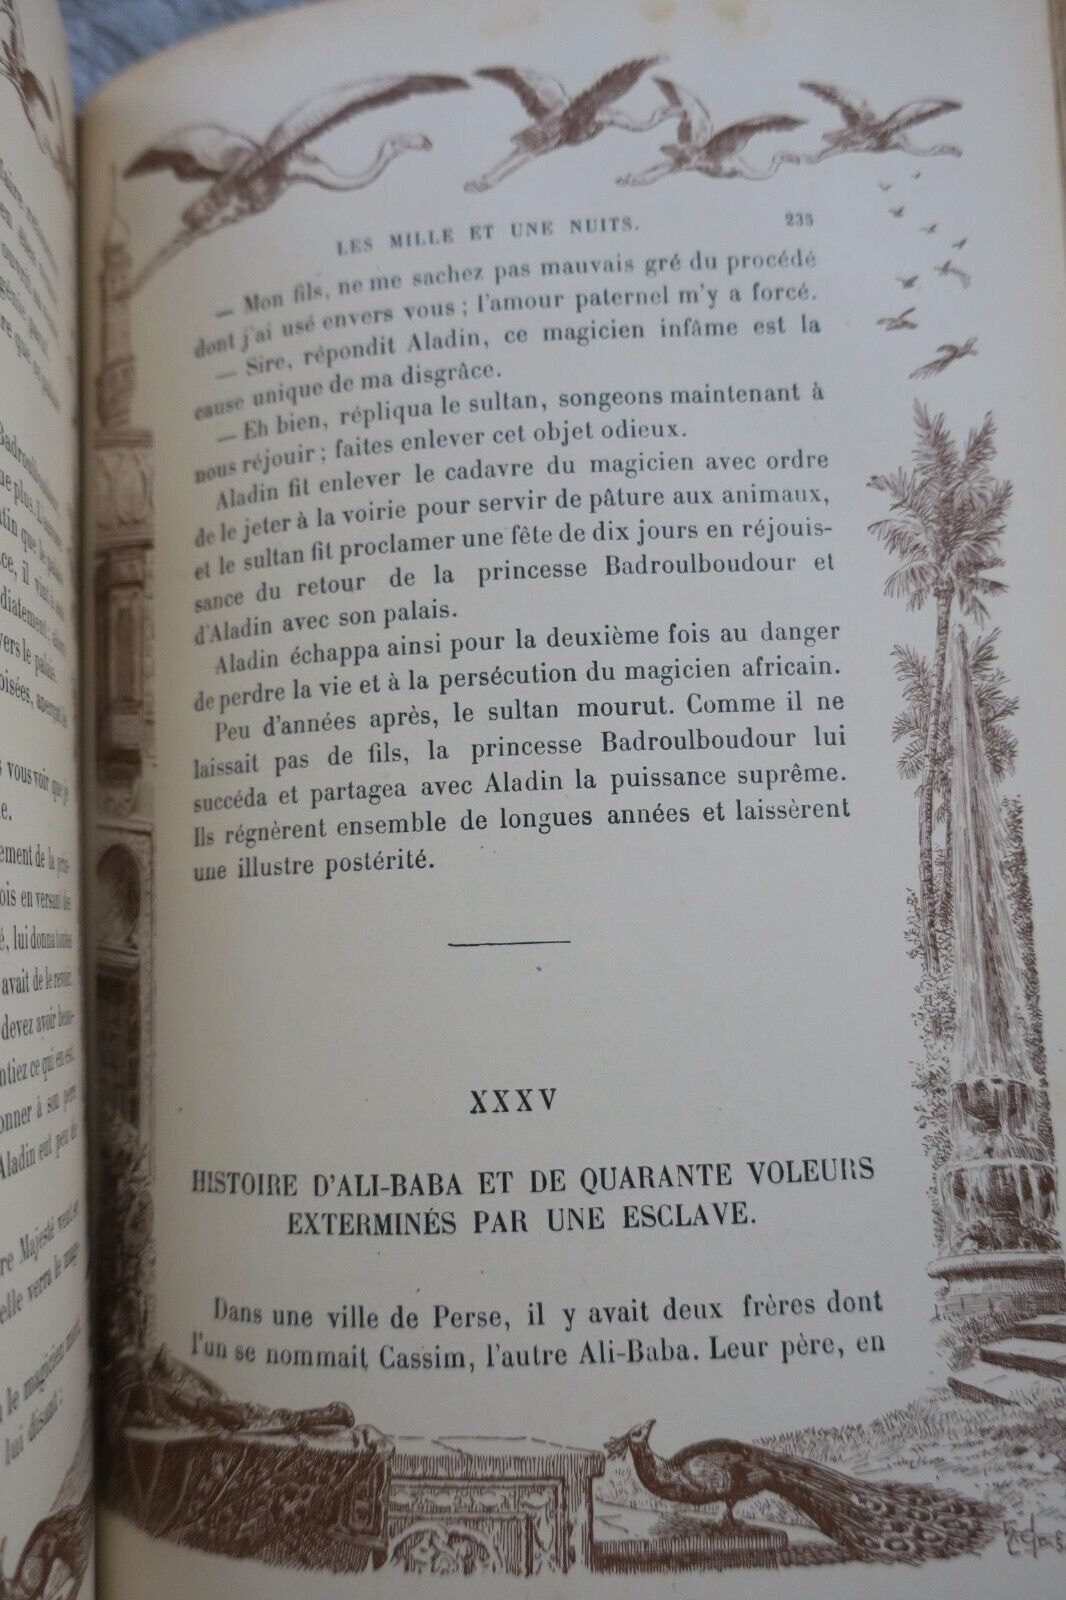 LES MILLE ET UNE NUITS. 235
— Mon fils, ne me sachez pas mauvais gré du procédé
dont j'ai usé envers vous ; l'amour paternel m'y a forcé.
— Sire, répondit Aladin, ce magicien infâme est la
cause unique de ma disgrâce.
— Eh bien, répliqua le sultan, songeons maintenant à
nous réjouir ; faites enlever cet objet odieux.
Aladin fit enlever le cadavre du magicien avec ordre
de le jeter à la voirie pour servir de pâture aux animaux,
et le sultan fit proclamer une fête de dix jours en réjouis-
sance du retour de la princesse Badroulboudour et
d'Aladin avec son palais.
Aladin échappa ainsi pour la deuxième fois au danger
de perdre la vie et à la persécution du magicien africain.
Peu d'années après, le sultan mourut. Comme il ne
laissait pas de fils, la princesse Badroulboudour lui
succéda et partagea avec Aladin la puissance suprême.
Ils régnèrent ensemble de longues années et laissèrent
une illustre postérité.
XXXV
HISTOIRE D'ALI-BABA ET DE QUARANTE VOLEURS
EXTERMINÉS PAR UNE ESCLAVE.
Dans une ville de Perse, il y avait deux frères dont
l'un se nommait Cassim, l'autre Ali-Baba. Leur père, en